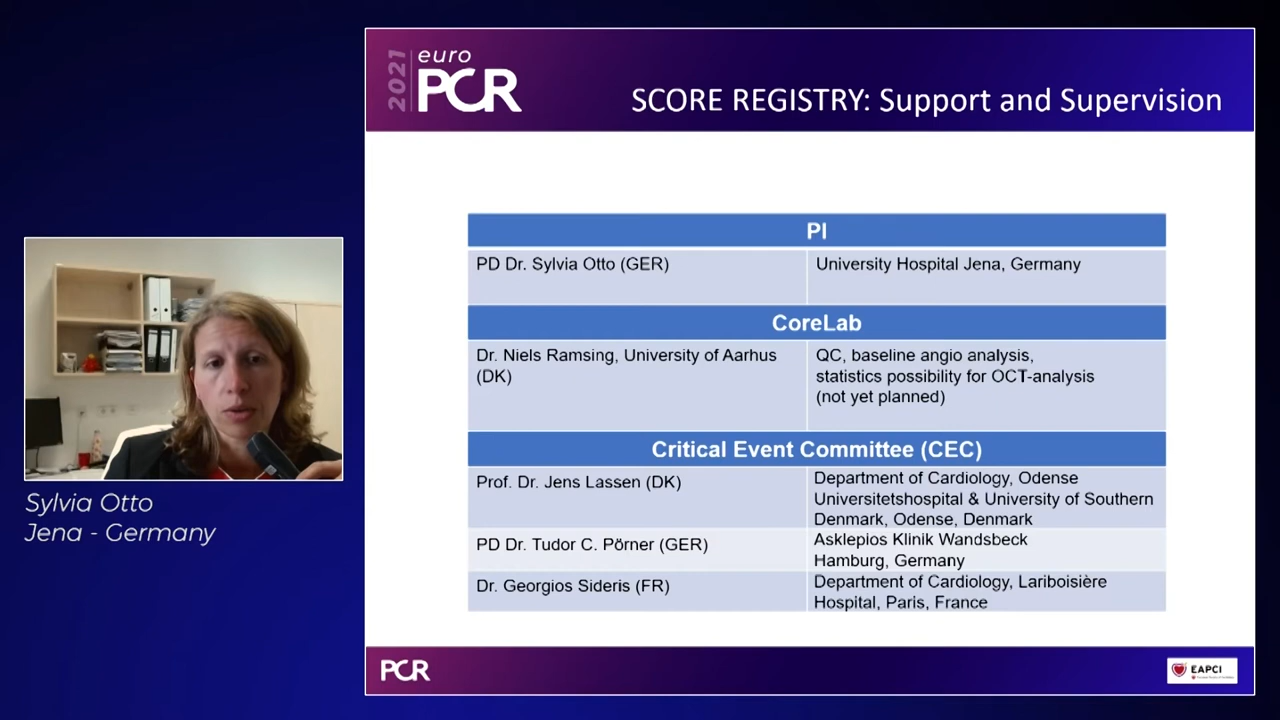 2021
euro
PCR
SCORE REGISTRY: Support and Supervision
PI
PD Dr. Sylvia Otto (GER)
University Hospital Jena, Germany
CoreLab
Dr. Niels Ramsing, University of Aarhus
(DK)
QC, baseline angio analysis,
statistics possibility for OCT-analysis
(not yet planned)
Critical Event Committee (CEC)
Prof. Dr. Jens Lassen (DK)
Department of Cardiology, Odense
Universitetshospital & University of Southern
Denmark, Odense, Denmark
PD Dr. Tudor C. Pörner (GER)
Asklepios Klinik Wandsbeck
Hamburg, Germany
Dr. Georgios Sideris (FR)
Department of Cardiology, Lariboisière
Hospital, Paris, France
Sylvia Otto
Jena - Germany
PCR
EAPCI